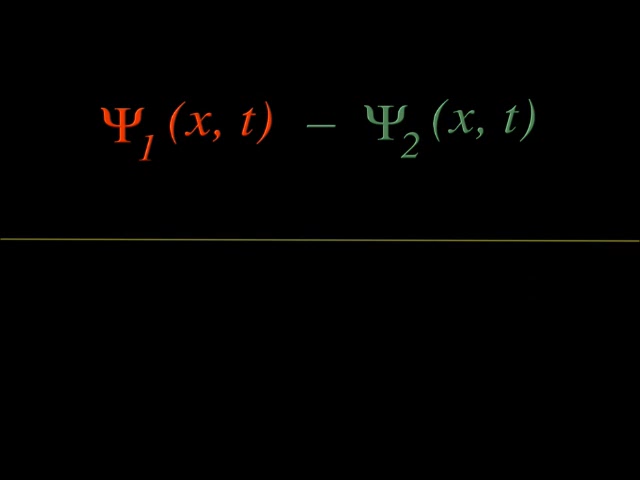 Ψ₁(x, t) – Ψ₂(x, t)